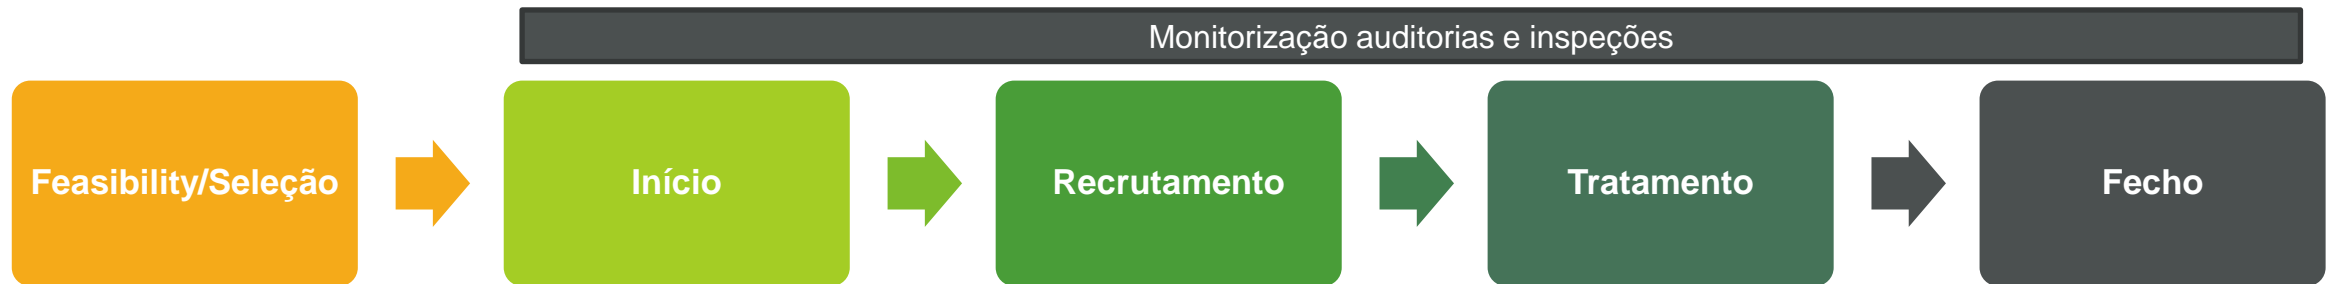 Monitorização auditorias e inspeções
Feasibility/Seleção
Início
Recrutamento
Tratamento
Fecho